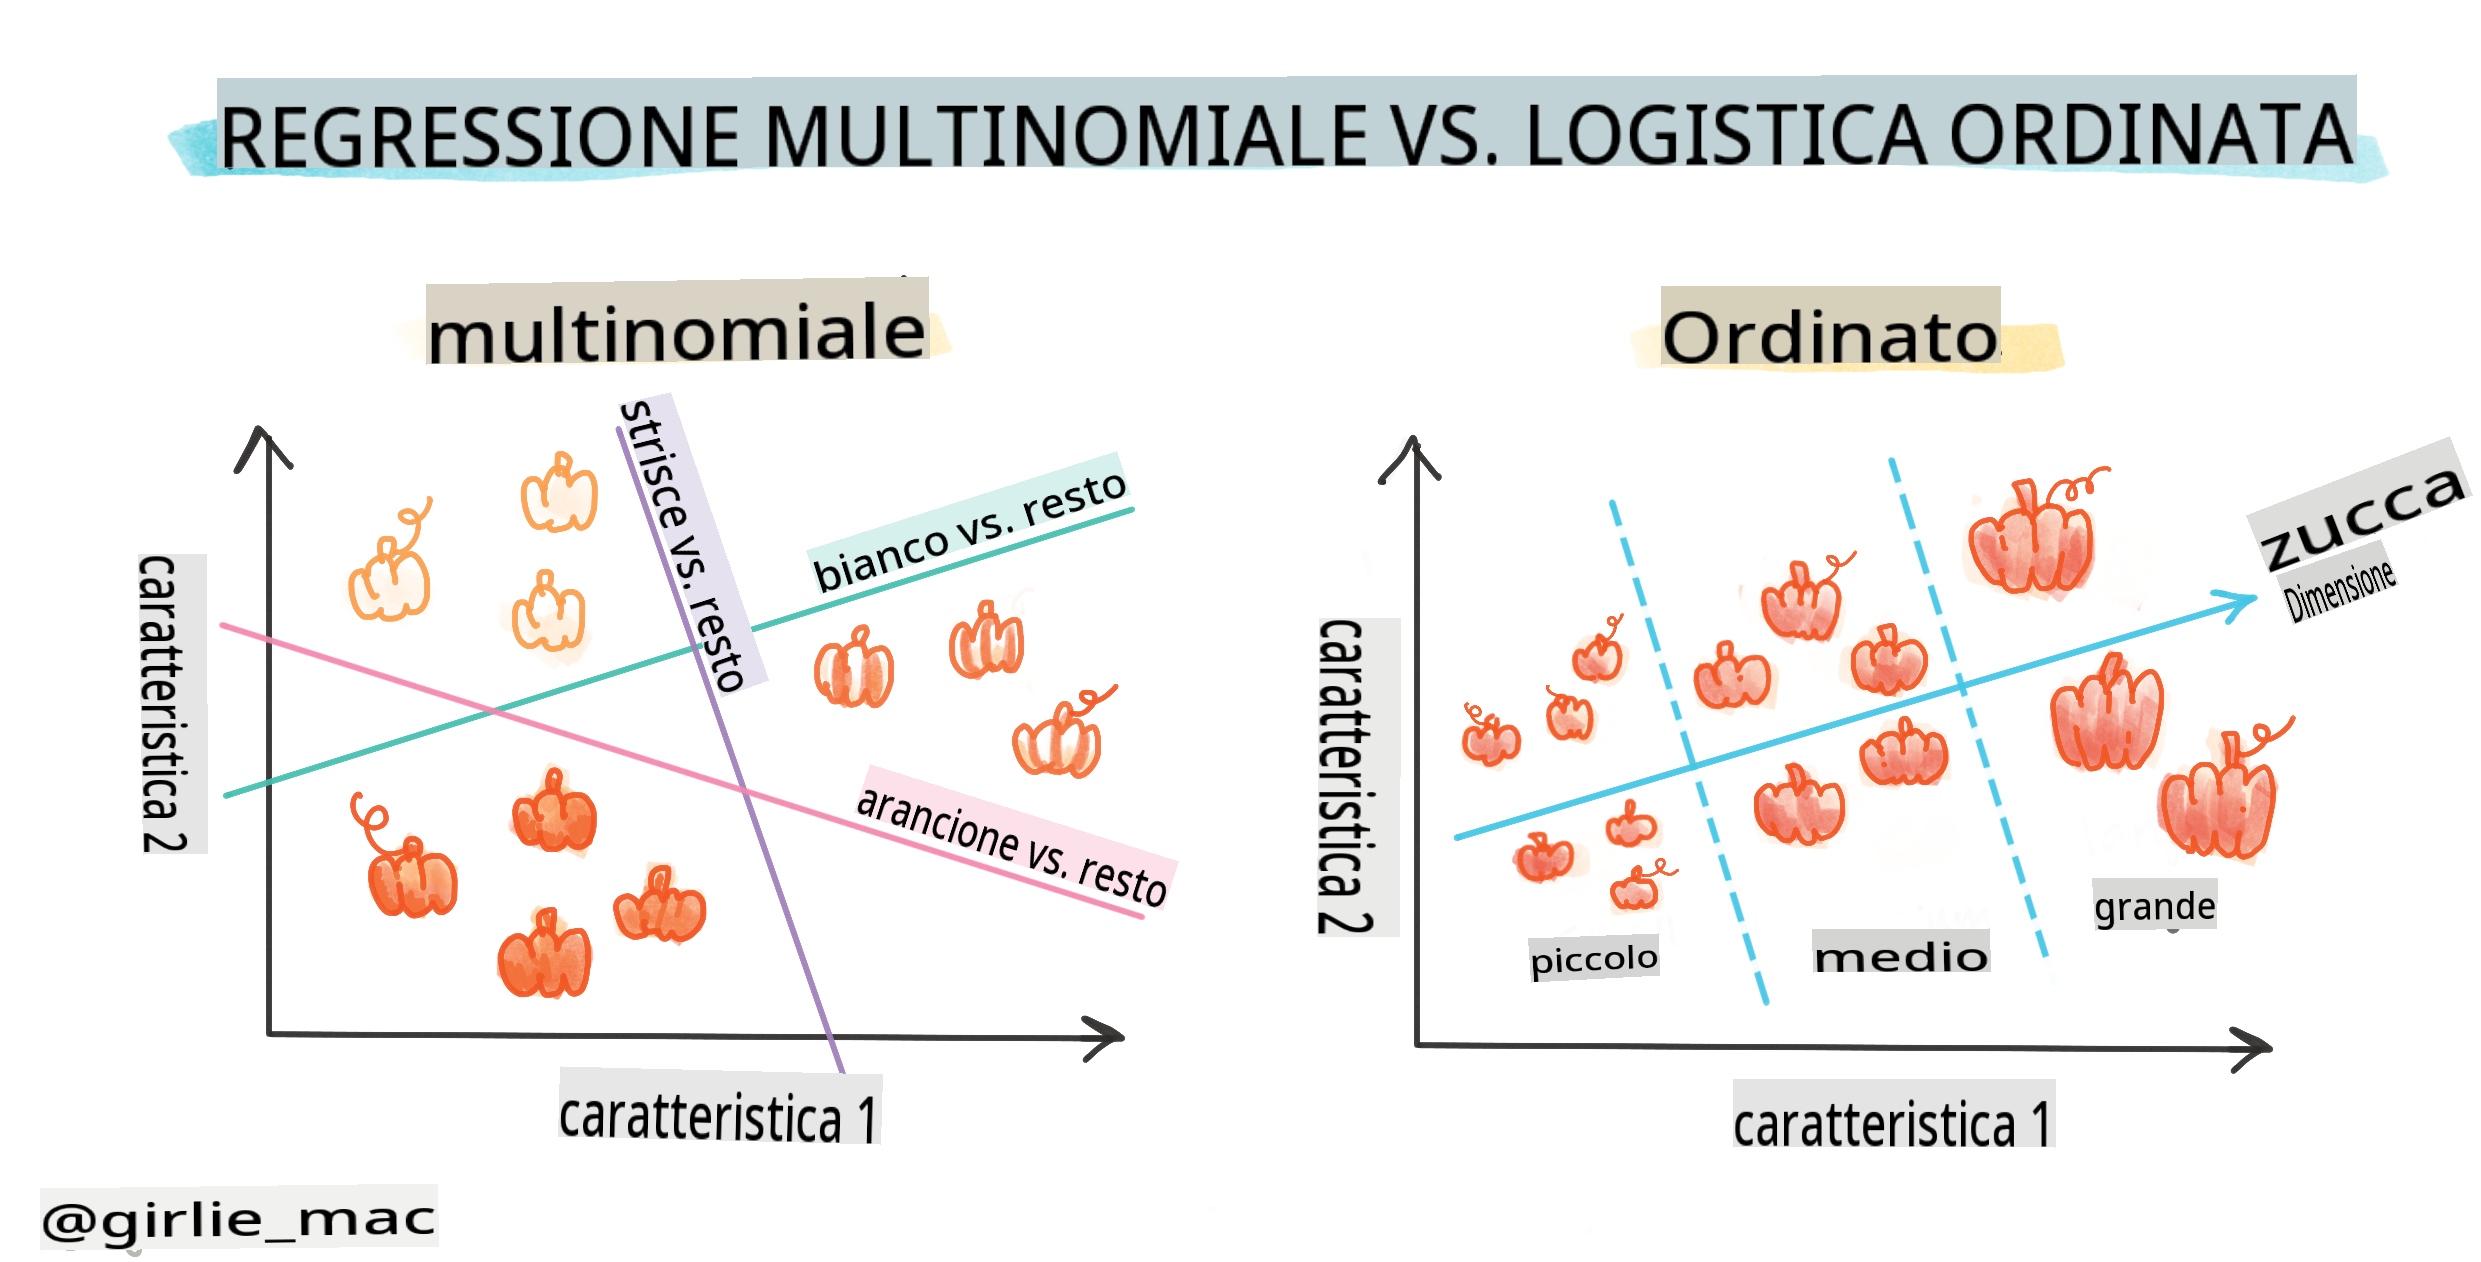 REGRESSIONE MULTINOMIALE VS. LOGISTICA ORDINATA
multinomiale
caratteristica 2
strisce vs. resto
bianco vs. resto
arancione vs. resto
caratteristica 1
Ordinato
caratteristica 2
zucca
Dimensione
piccolo
medio
grande
caratteristica 1
@girlie_mac